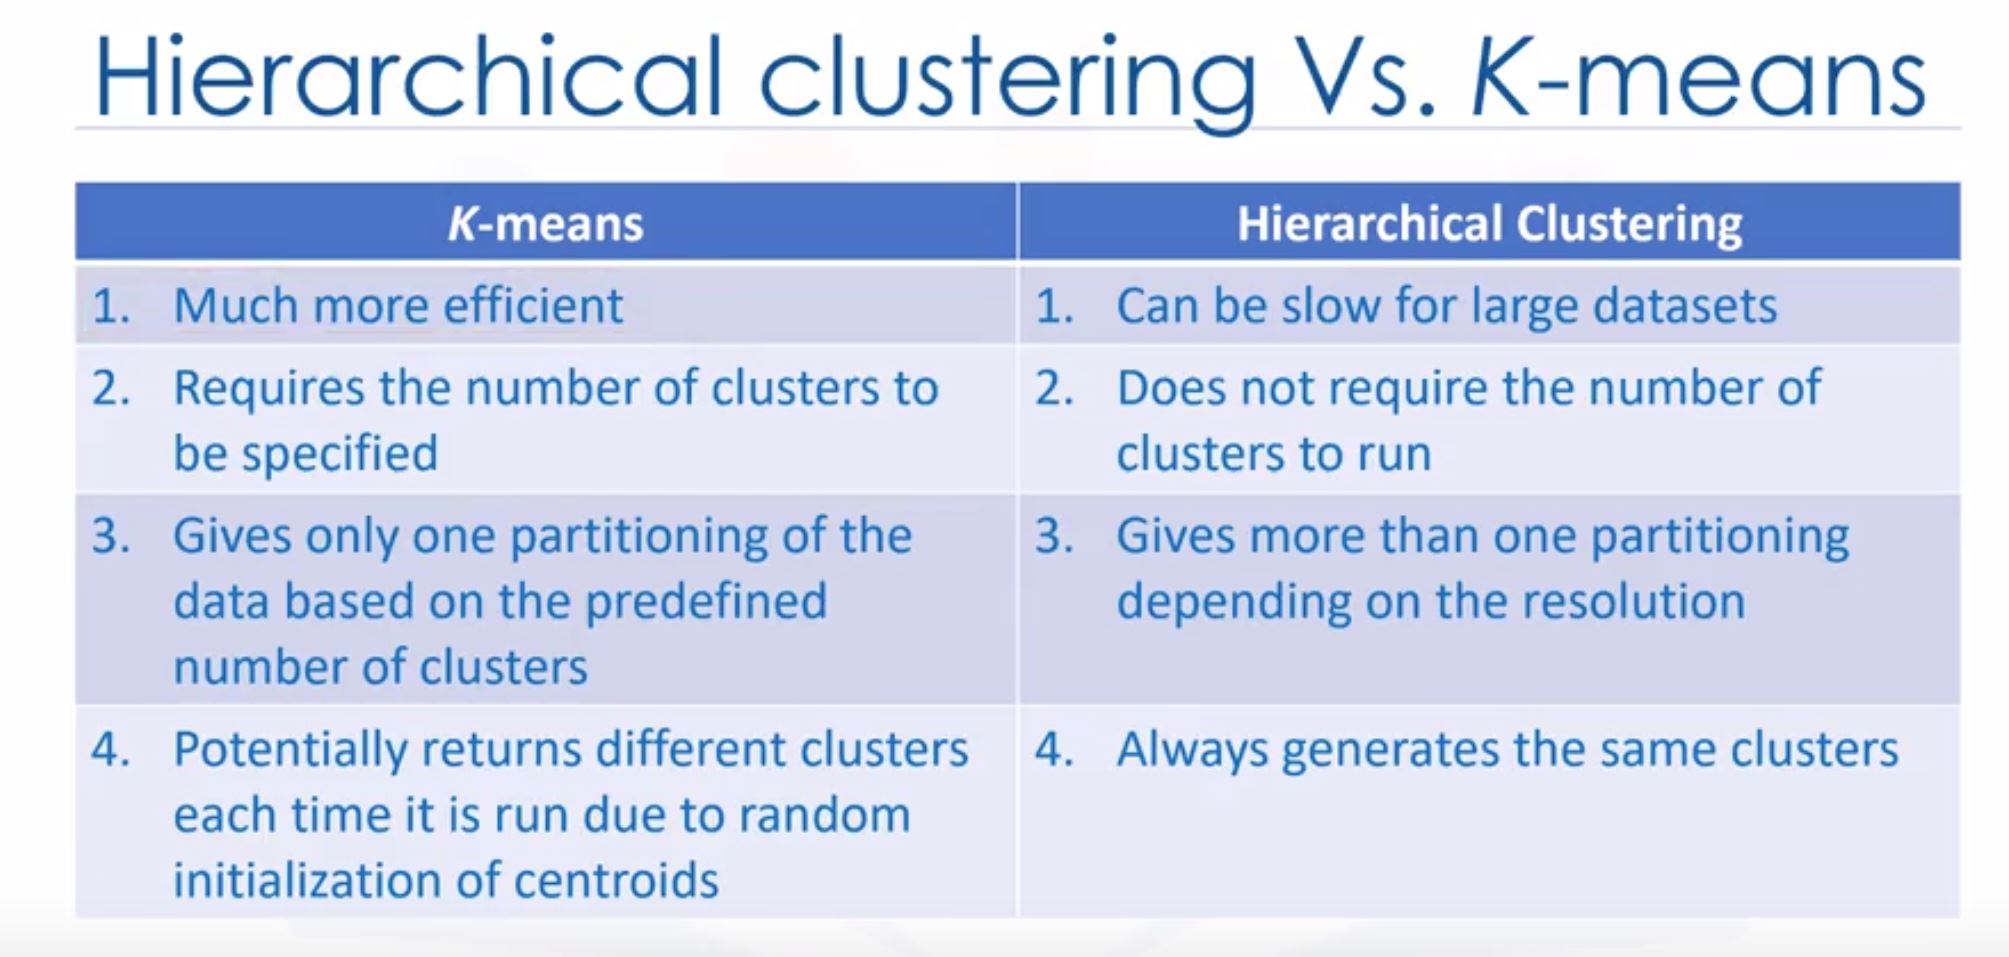 Hierarchical clustering Vs. K-means
K-means
Hierarchical Clustering
1. Much more efficient
1. Can be slow for large datasets
2. Requires the number of clusters to
be specified
2. Does not require the number of
clusters to run
3. Gives only one partitioning of the
data based on the predefined
number of clusters
3. Gives more than one partitioning
depending on the resolution
4. Potentially returns different clusters
each time it is run due to random
initialization of centroids
4. Always generates the same clusters